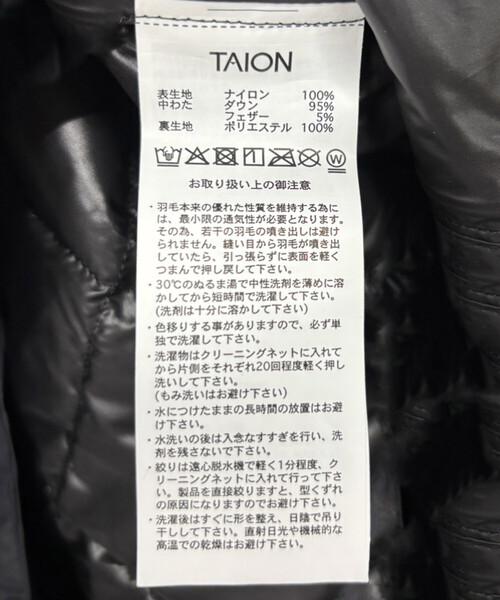 TAION
表生地 ナイロン 100%
中わた ダウン 95%
フェザー 5%
裏生地 ポリエステル 100%
お取り扱い上の御注意
・羽毛本来の優れた性質を維持する為に
は、最小限の通気性が必要となります。
その為、若干の羽毛の噴き出しは避け
られません。縫い目から羽毛が噴き出
していたら、引っ張らずに表面を軽く
つまんで押し戻して下さい。
・30℃のぬるま湯で中性洗剤を薄めに溶
かしてから短時間で洗濯して下さい。
(洗剤は十分に溶かして下さい)
・色移りする事がありますので、必ず単
独で洗濯して下さい。
・洗濯物はクリーニングネットに入れて
から片側をそれぞれ20回程度軽く押し
洗いして下さい。
(もみ洗いはお避け下さい)
・水につけたままの長時間の放置はお避
け下さい。
・水洗いの後は入念なすすぎを行い、洗
剤を残さないで下さい。
・絞りは遠心脱水機で軽く1分程度、ク
リーニングネットに入れて行って下さ
い。製品を直接絞りますと、型くずれ
の原因になりますのでお避け下さい。
・洗濯後はすぐに形を整え、日陰で吊り
干しして下さい。直射日光や機械的な
高温での乾燥はお避け下さい。